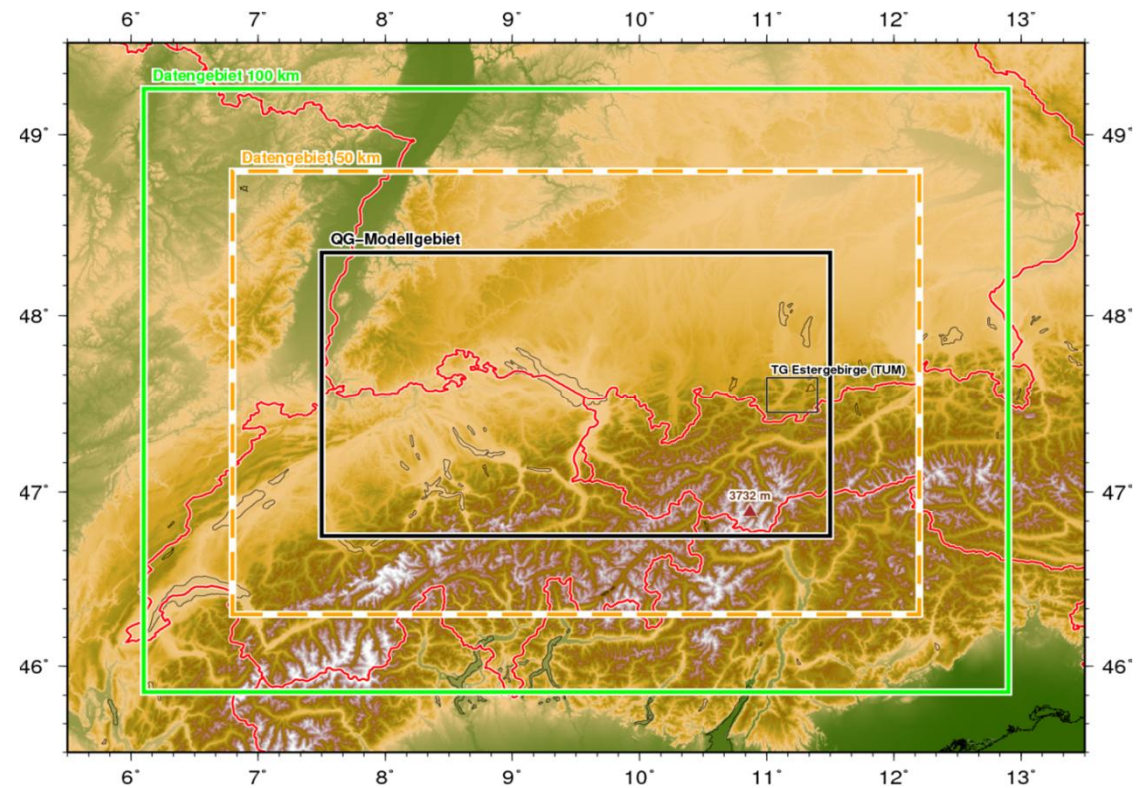 6° 7° 8° 9° 10° 11° 12° 13°
Datengebiet 100 km
49° 49°
Datengebiet 50 km
QG–Modellgebiet
48° 48°
TG Estergebirge (TUM)
47° 47°
3732 m
46° 46°
6° 7° 8° 9° 10° 11° 12° 13°